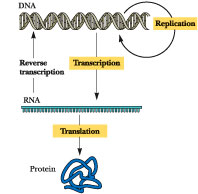 DNA
Replication
Reverse
transcription
Transcription
RNA
Translation
Protein